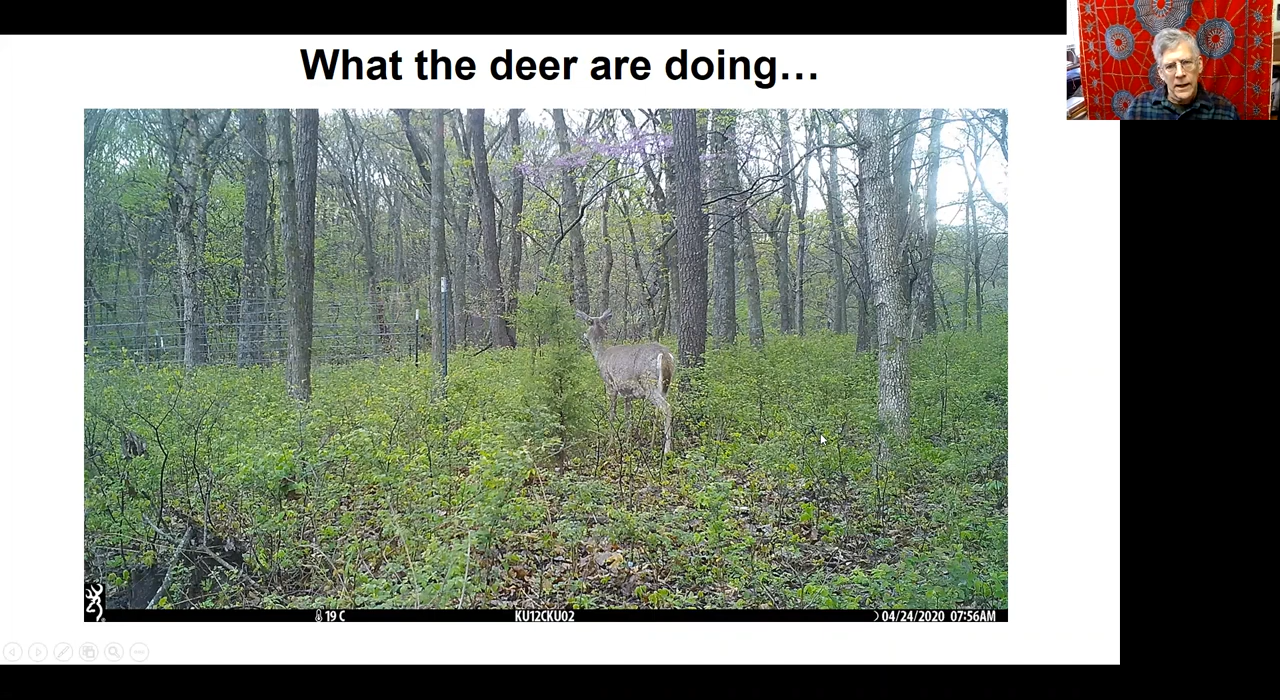 What the deer are doing…
19 C KU12CKU02 04/24/2020 07:56AM